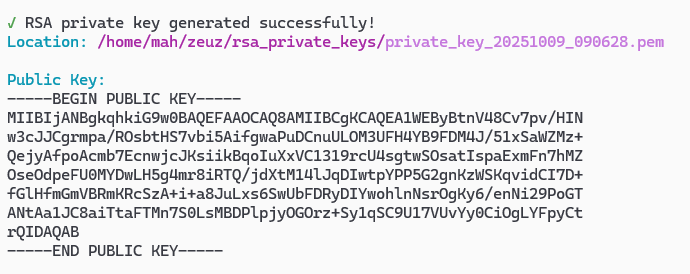 ✓ RSA private key generated successfully!
Location: /home/mah/zeuz/rsa_private_keys/private_key_20251009_090628.pem
Public Key:
-----BEGIN PUBLIC KEY-----
MIIBIjANBgkqhkiG9w0BAQEFAAOCAQ8AMIIBCgKCAQEA1WEByBtnV48Cv7pv/HIN
w3cJJCgrmpa/ROsbtHS7vbi5AifgwaPuDCnuULOM3UFH4YB9FDM4J/51xSaWZMz+
QejyAfpoAcmb7EcnwjcJKsiikBqoIuXxVC1319rcU4sgtwSOsatIspaExmFn7hMZ
OseOdpeFU0MYDwLH5g4mr8iRTQ/jdXtM14lJqDIwtpYPP5G2gnKzWSKqvidCI7D+
fGlHfmGmVBRmKRcSzA+i+a8JuLxs6SwUbFDRyDIYwohlnNsrOgKy6/enNi29PoGT
ANtAa1JC8aiTtaFTMn7S0LsMBDPlpjyOGOrz+Sy1qSC9U17VUvYy0CiOgLYFpyCt
rQIDAQAB
-----END PUBLIC KEY-----